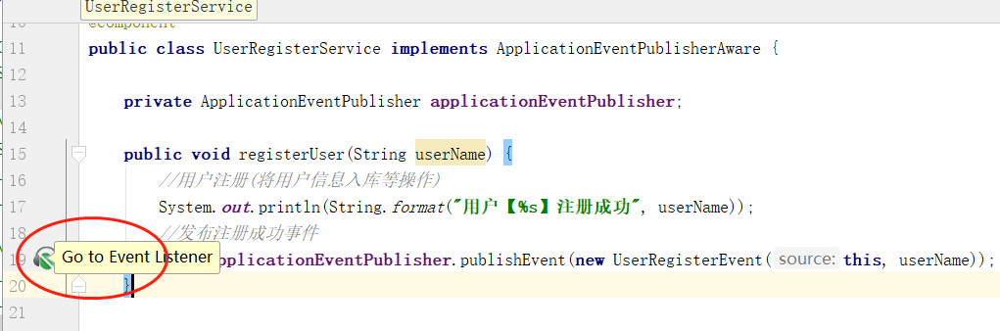 UserRegisterService
10 @Component
11 public class UserRegisterService implements ApplicationEventPublisherAware {
12
13 private ApplicationEventPublisher applicationEventPublisher;
14
15 public void registerUser(String userName) {
16 //用户注册(将用户信息入库等操作)
17 System.out.println(String.format("用户【%s】注册成功", userName));
18 //发布注册成功事件
19 Go to Event Listener applicationEventPublisher.publishEvent(new UserRegisterEvent( source: this, userName));
20 }
21